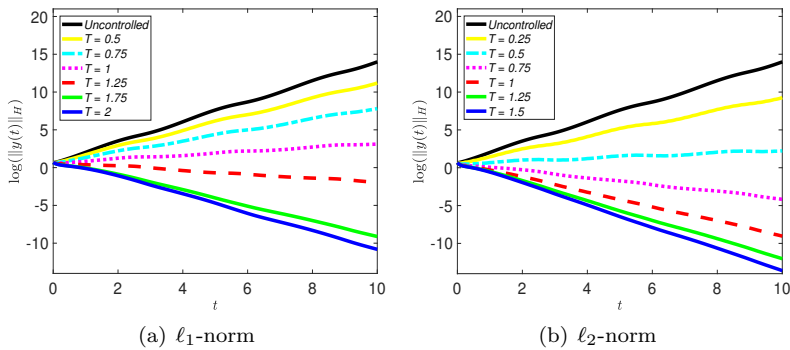 20
15
10
5
0
-5
-10
0 2 4 6 8 10
t
log(||y(t)||_H)
Uncontrolled
T = 0.5
T = 0.75
T = 1
T = 1.25
T = 1.75
T = 2
(a) ℓ₁-norm
20
15
10
5
0
-5
-10
0 2 4 6 8 10
t
log(||y(t)||_H)
Uncontrolled
T = 0.25
T = 0.5
T = 0.75
T = 1
T = 1.25
T = 1.5
(b) ℓ₂-norm